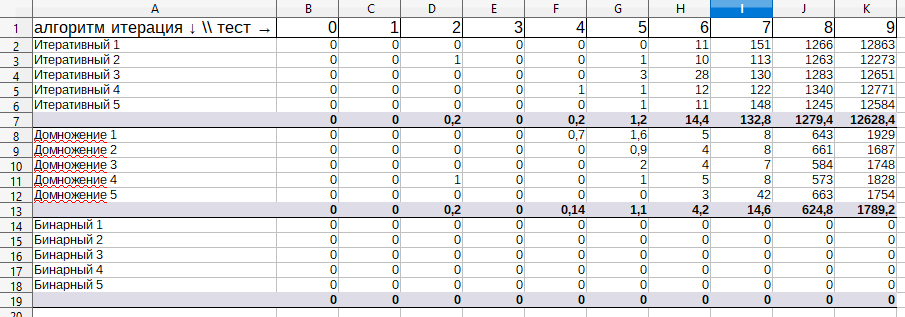 A B C D E F G H I J K
1 алгоритм итерация ↓ \\ тест → 0 1 2 3 4 5 6 7 8 9
2 Итеративный 1 0 0 0 0 0 0 11 151 1266 12863
3 Итеративный 2 0 0 1 0 0 1 10 113 1263 12273
4 Итеративный 3 0 0 0 0 0 3 28 130 1283 12651
5 Итеративный 4 0 0 0 0 1 1 12 122 1340 12771
6 Итеративный 5 0 0 0 0 0 1 11 148 1245 12584
7 0 0 0,2 0 0,2 1,2 14,4 132,8 1279,4 12628,4
8 Домножение 1 0 0 0 0 0,7 1,6 5 8 643 1929
9 Домножение 2 0 0 0 0 0 0,9 4 8 661 1687
10 Домножение 3 0 0 0 0 0 2 4 7 584 1748
11 Домножение 4 0 0 1 0 0 1 5 8 573 1828
12 Домножение 5 0 0 0 0 0 0 3 42 663 1754
13 0 0 0,2 0 0,14 1,1 4,2 14,6 624,8 1789,2
14 Бинарный 1 0 0 0 0 0 0 0 0 0 0
15 Бинарный 2 0 0 0 0 0 0 0 0 0 0
16 Бинарный 3 0 0 0 0 0 0 0 0 0 0
17 Бинарный 4 0 0 0 0 0 0 0 0 0 0
18 Бинарный 5 0 0 0 0 0 0 0 0 0 0
19 0 0 0 0 0 0 0 0 0 0
20